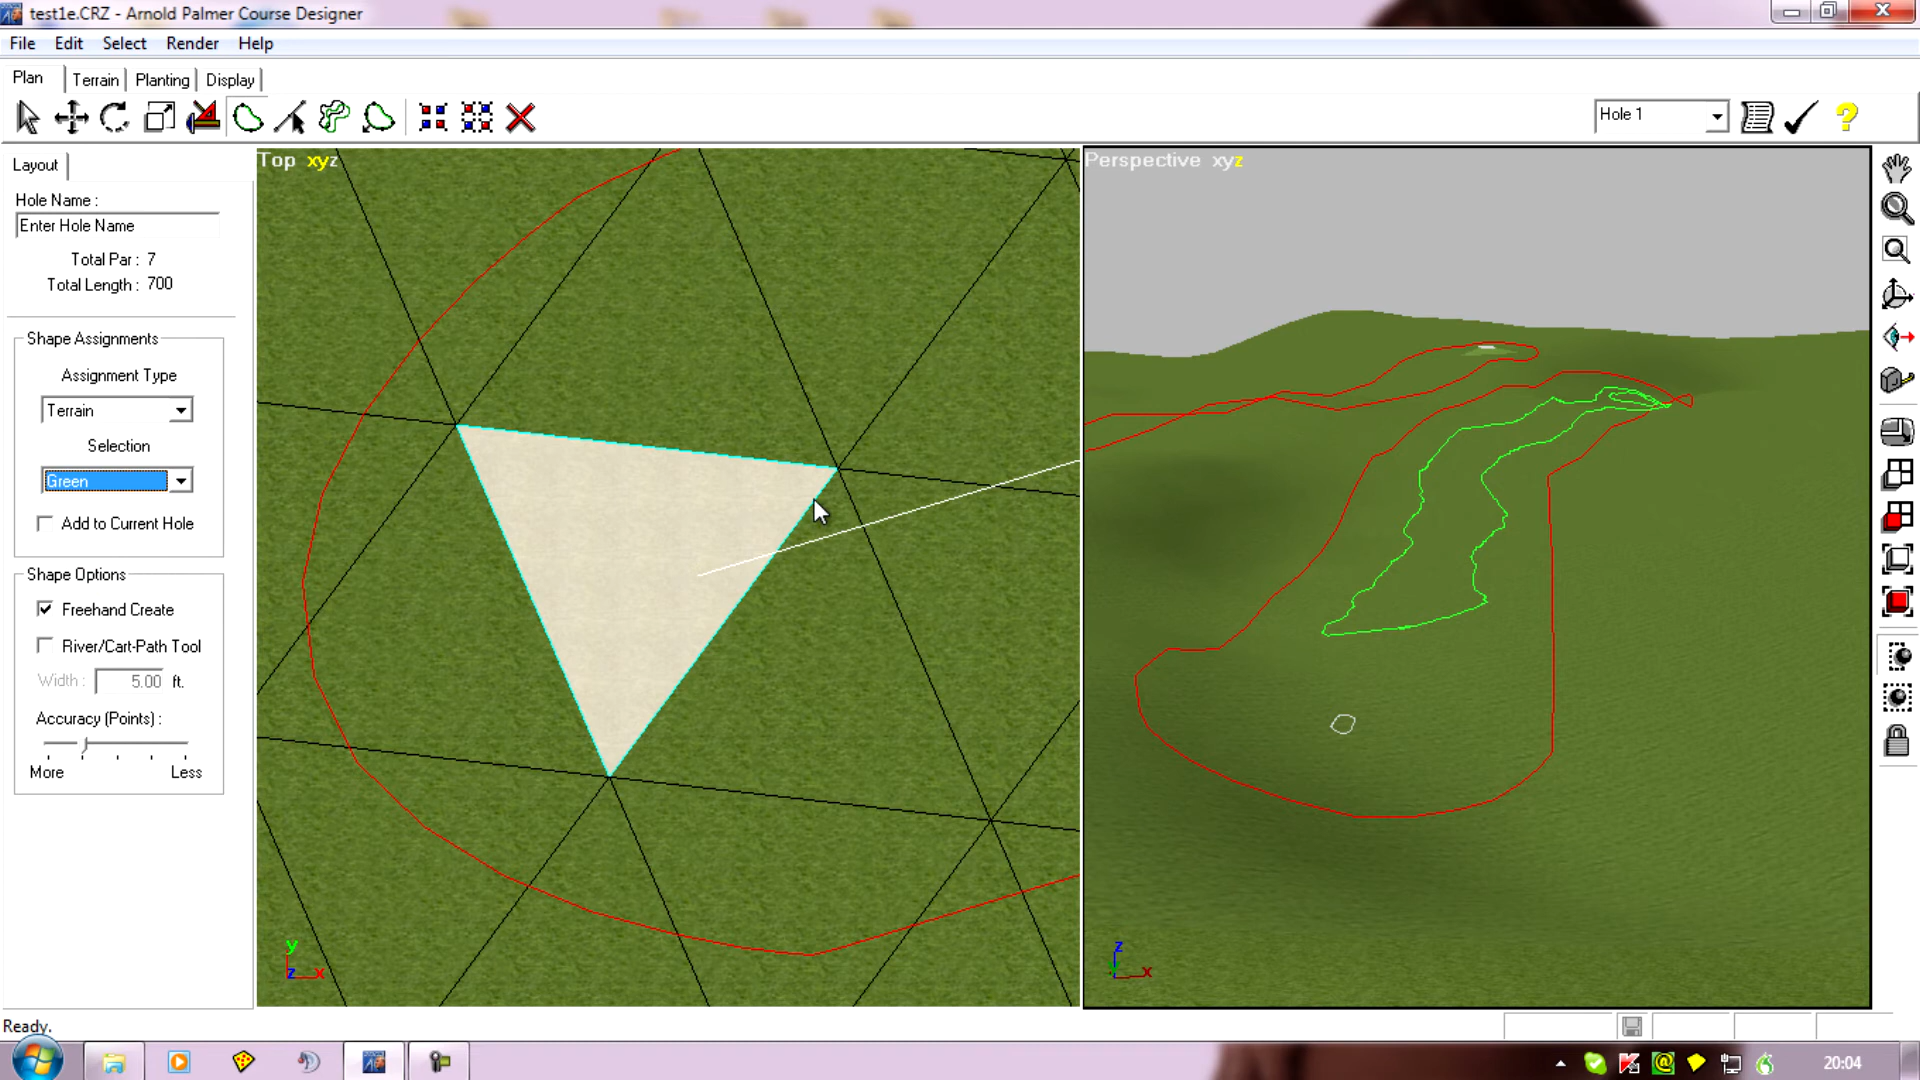 test1e.CRZ - Arnold Palmer Course Designer
File Edit Select Render Help
Plan Terrain Planting Display
Hole 1
Layout
Hole Name :
Enter Hole Name
Total Par : 7
Total Length : 700
Shape Assignments
Assignment Type
Terrain
Selection
Green
Add to Current Hole
Shape Options
Freehand Create
River/Cart-Path Tool
Width : 5.00 ft.
Accuracy (Points) :
More Less
Top xyz
y
z x
Perspective xyz
z
x
Ready.
20:04